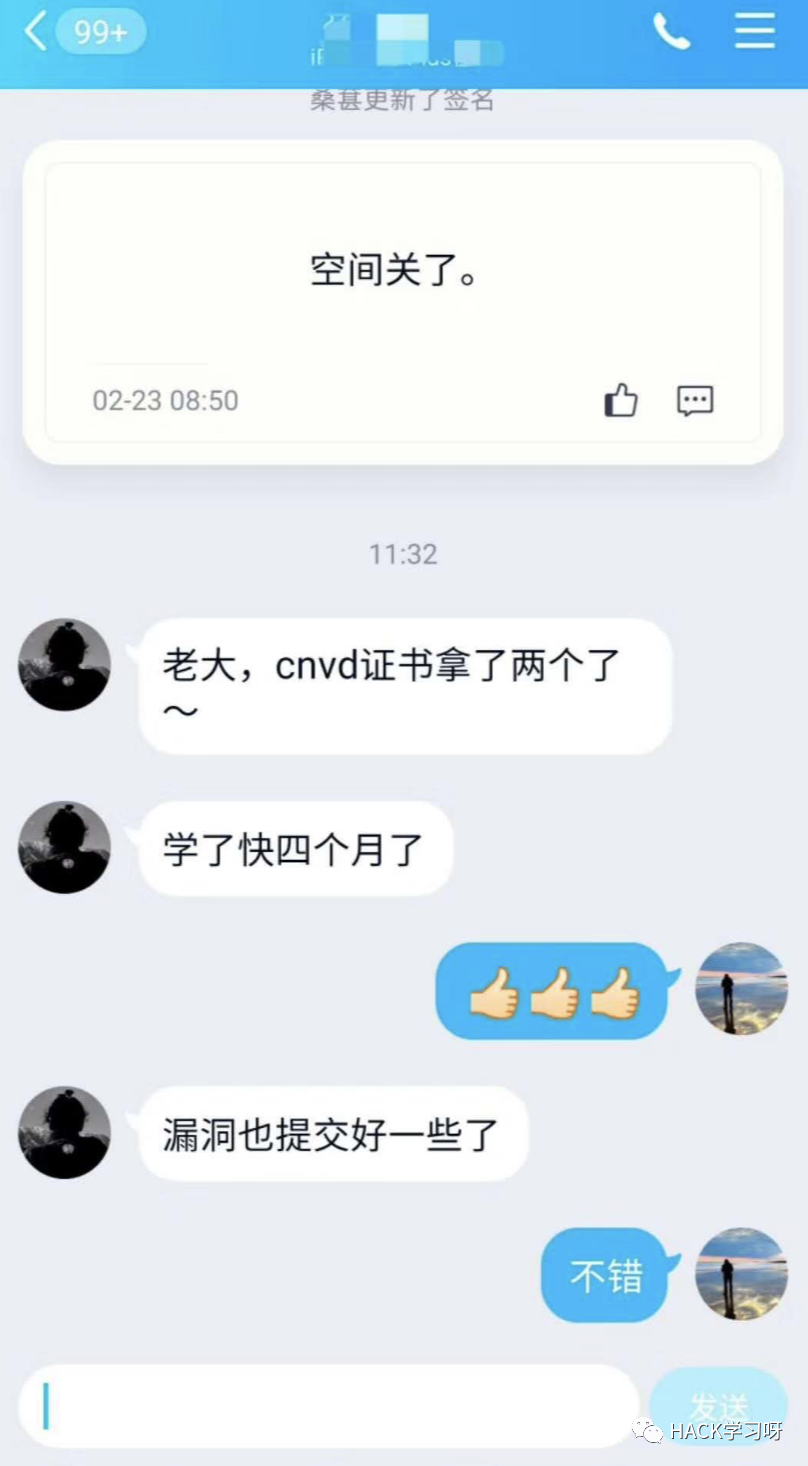 99+
桑葚更新了签名
空间关了。
02-23 08:50
11:32
老大，cnvd证书拿了两个了
～
学了快四个月了
漏洞也提交好一些了
不错
发送
HACK学习呀